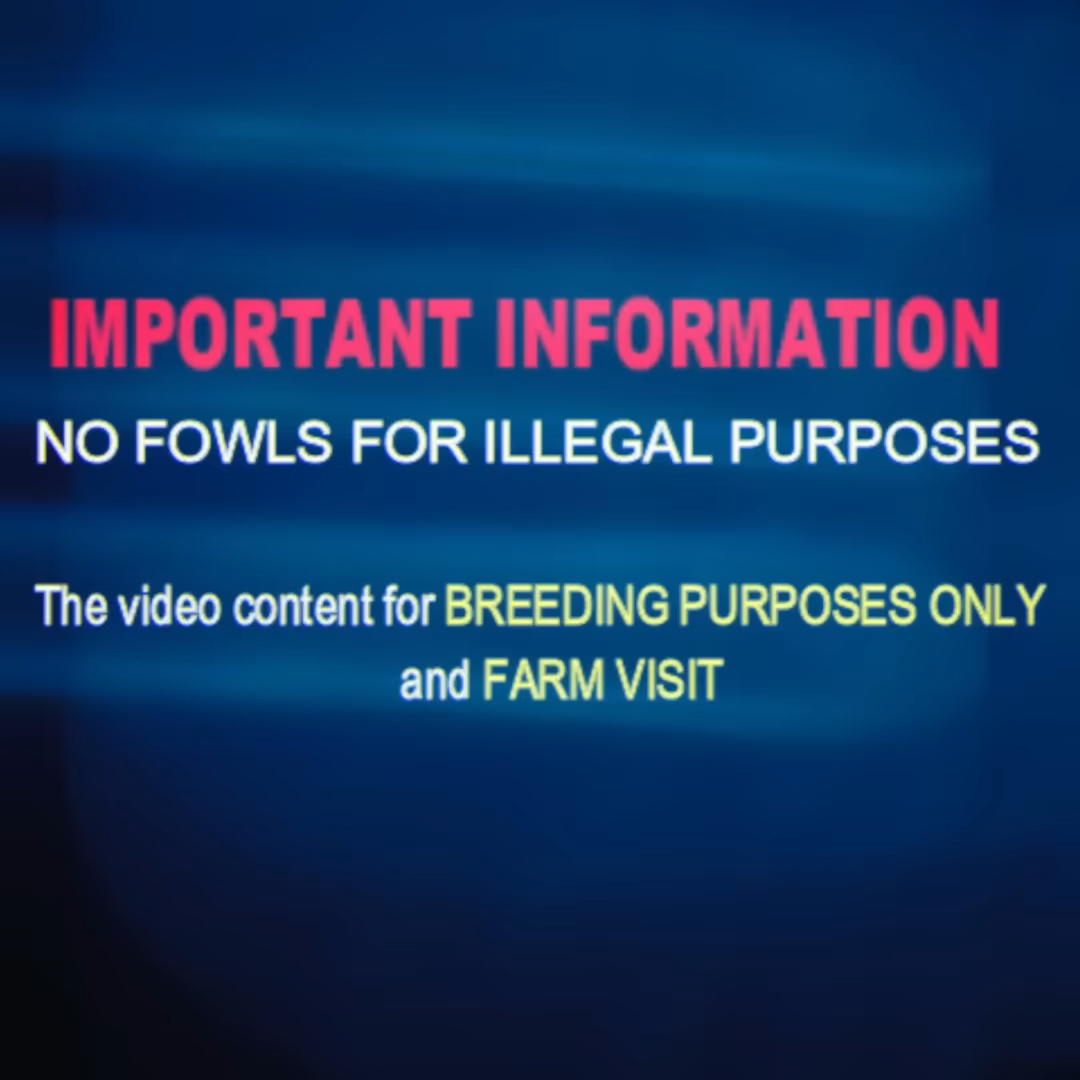 IMPORTANT INFORMATION
NO FOWLS FOR ILLEGAL PURPOSES
The video content for BREEDING PURPOSES ONLY
and FARM VISIT